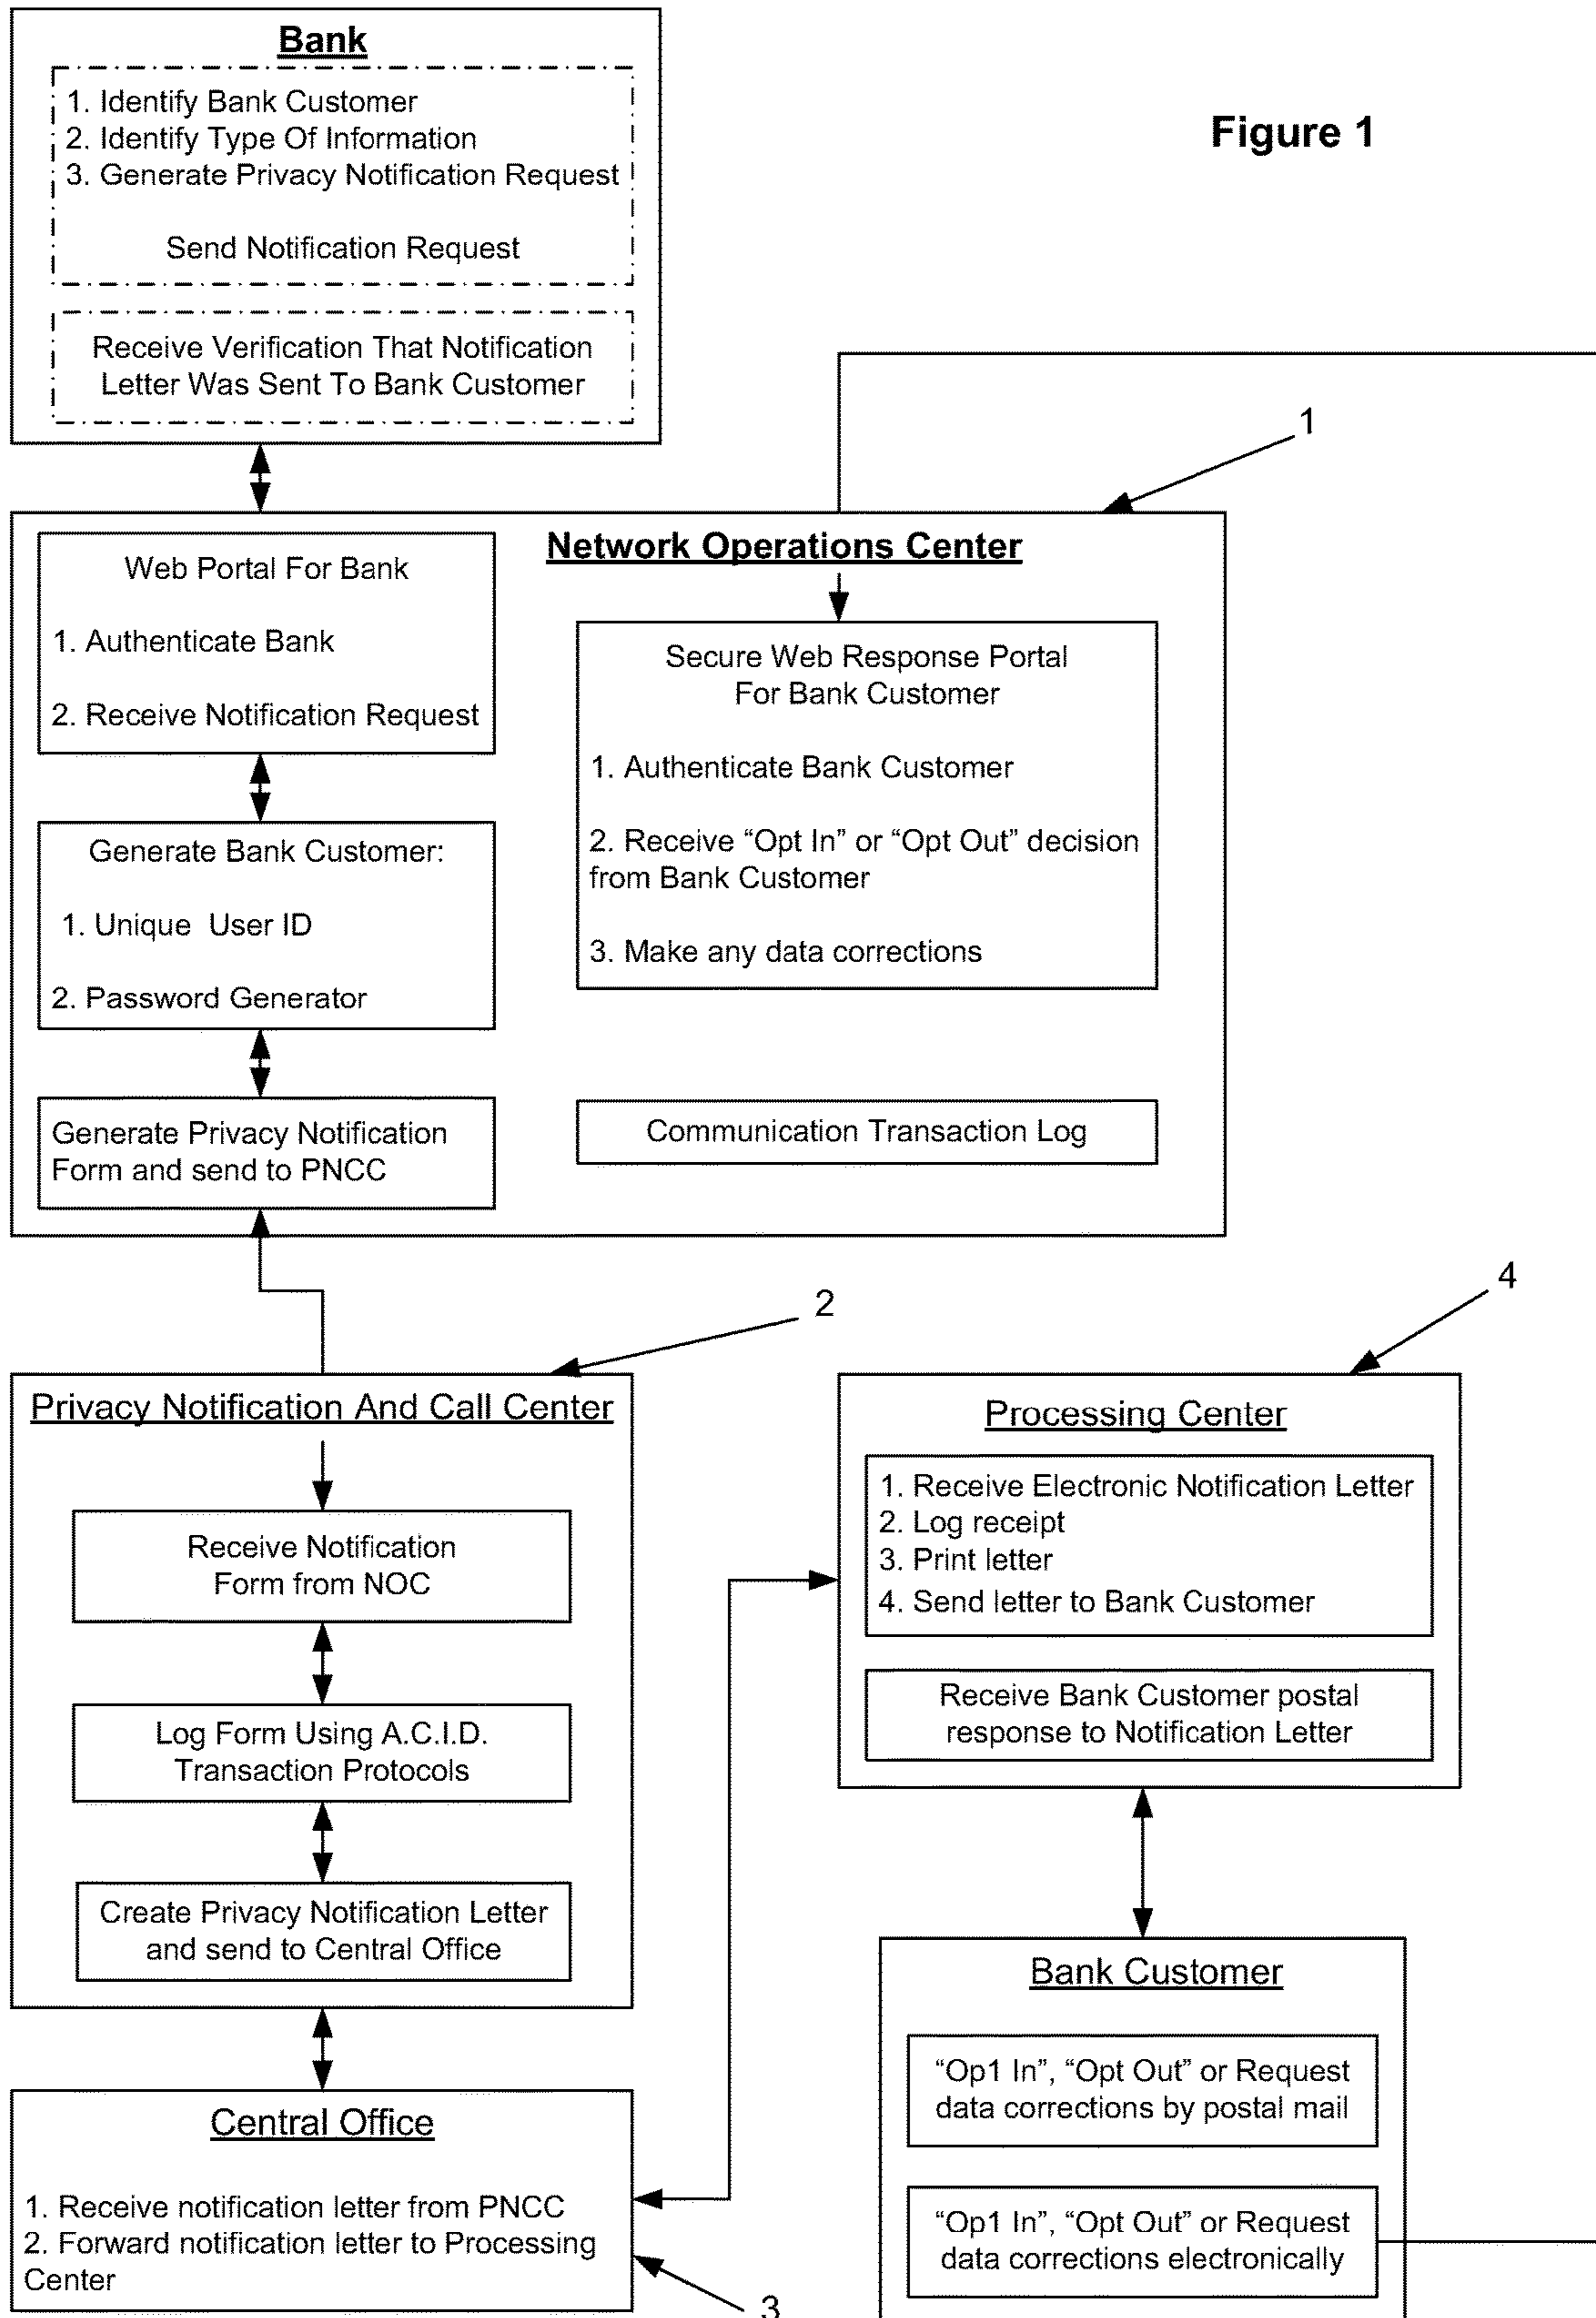 Bank
1. Identify Bank Customer
2. Identify Type Of Information
3. Generate Privacy Notification Request
Send Notification Request
Receive Verification That Notification
Letter Was Sent To Bank Customer
Figure 1
1
Network Operations Center
Web Portal For Bank
1. Authenticate Bank
2. Receive Notification Request
Generate Bank Customer:
1. Unique User ID
2. Password Generator
Generate Privacy Notification
Form and send to PNCC
Secure Web Response Portal
For Bank Customer
1. Authenticate Bank Customer
2. Receive “Opt In” or “Opt Out” decision
from Bank Customer
3. Make any data corrections
Communication Transaction Log
2
Privacy Notification And Call Center
Receive Notification
Form from NOC
Log Form Using A.C.I.D.
Transaction Protocols
Create Privacy Notification Letter
and send to Central Office
Central Office
1. Receive notification letter from PNCC
2. Forward notification letter to Processing
Center
3
4
Processing Center
1. Receive Electronic Notification Letter
2. Log receipt
3. Print letter
4. Send letter to Bank Customer
Receive Bank Customer postal
response to Notification Letter
Bank Customer
“Op1 In”, “Opt Out” or Request
data corrections by postal mail
“Op1 In”, “Opt Out” or Request
data corrections electronically